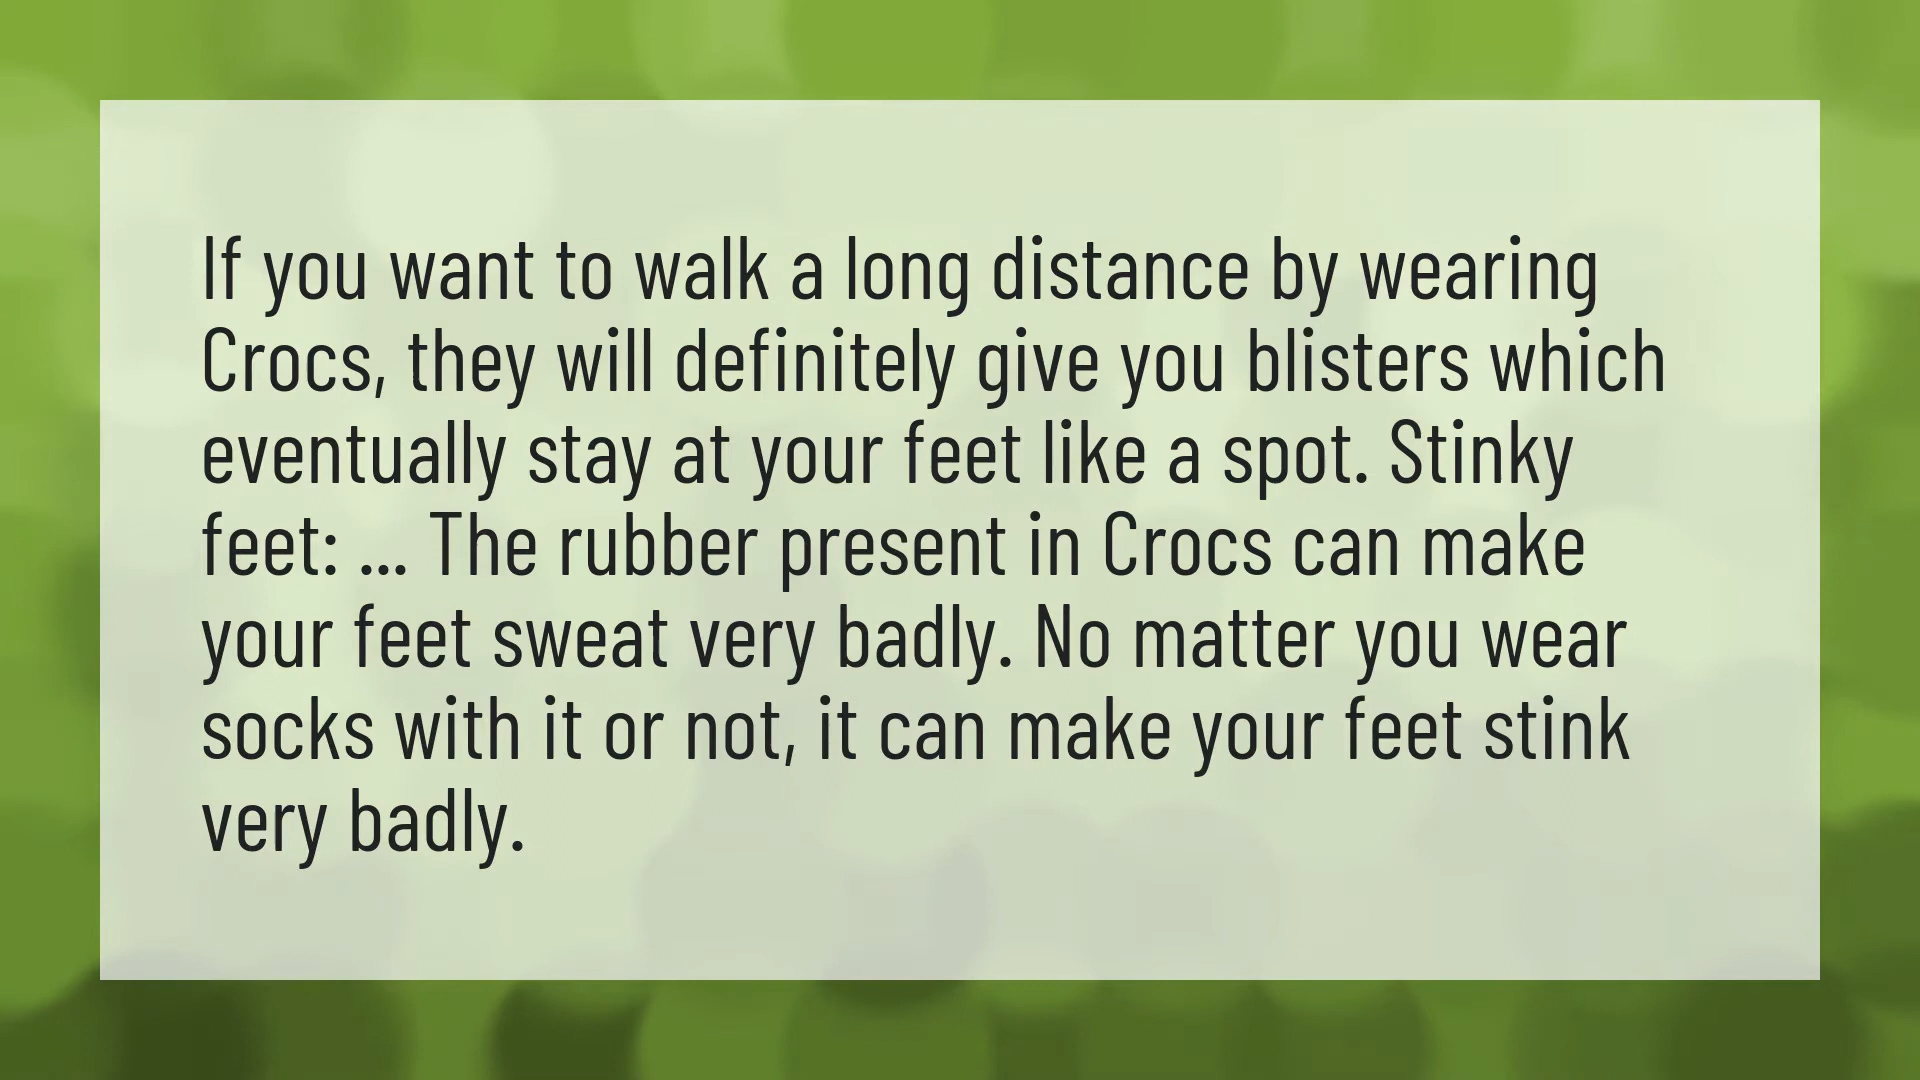 If you want to walk a long distance by wearing
Crocs, they will definitely give you blisters which
eventually stay at your feet like a spot. Stinky
feet: ... The rubber present in Crocs can make
your feet sweat very badly. No matter you wear
socks with it or not, it can make your feet stink
very badly.